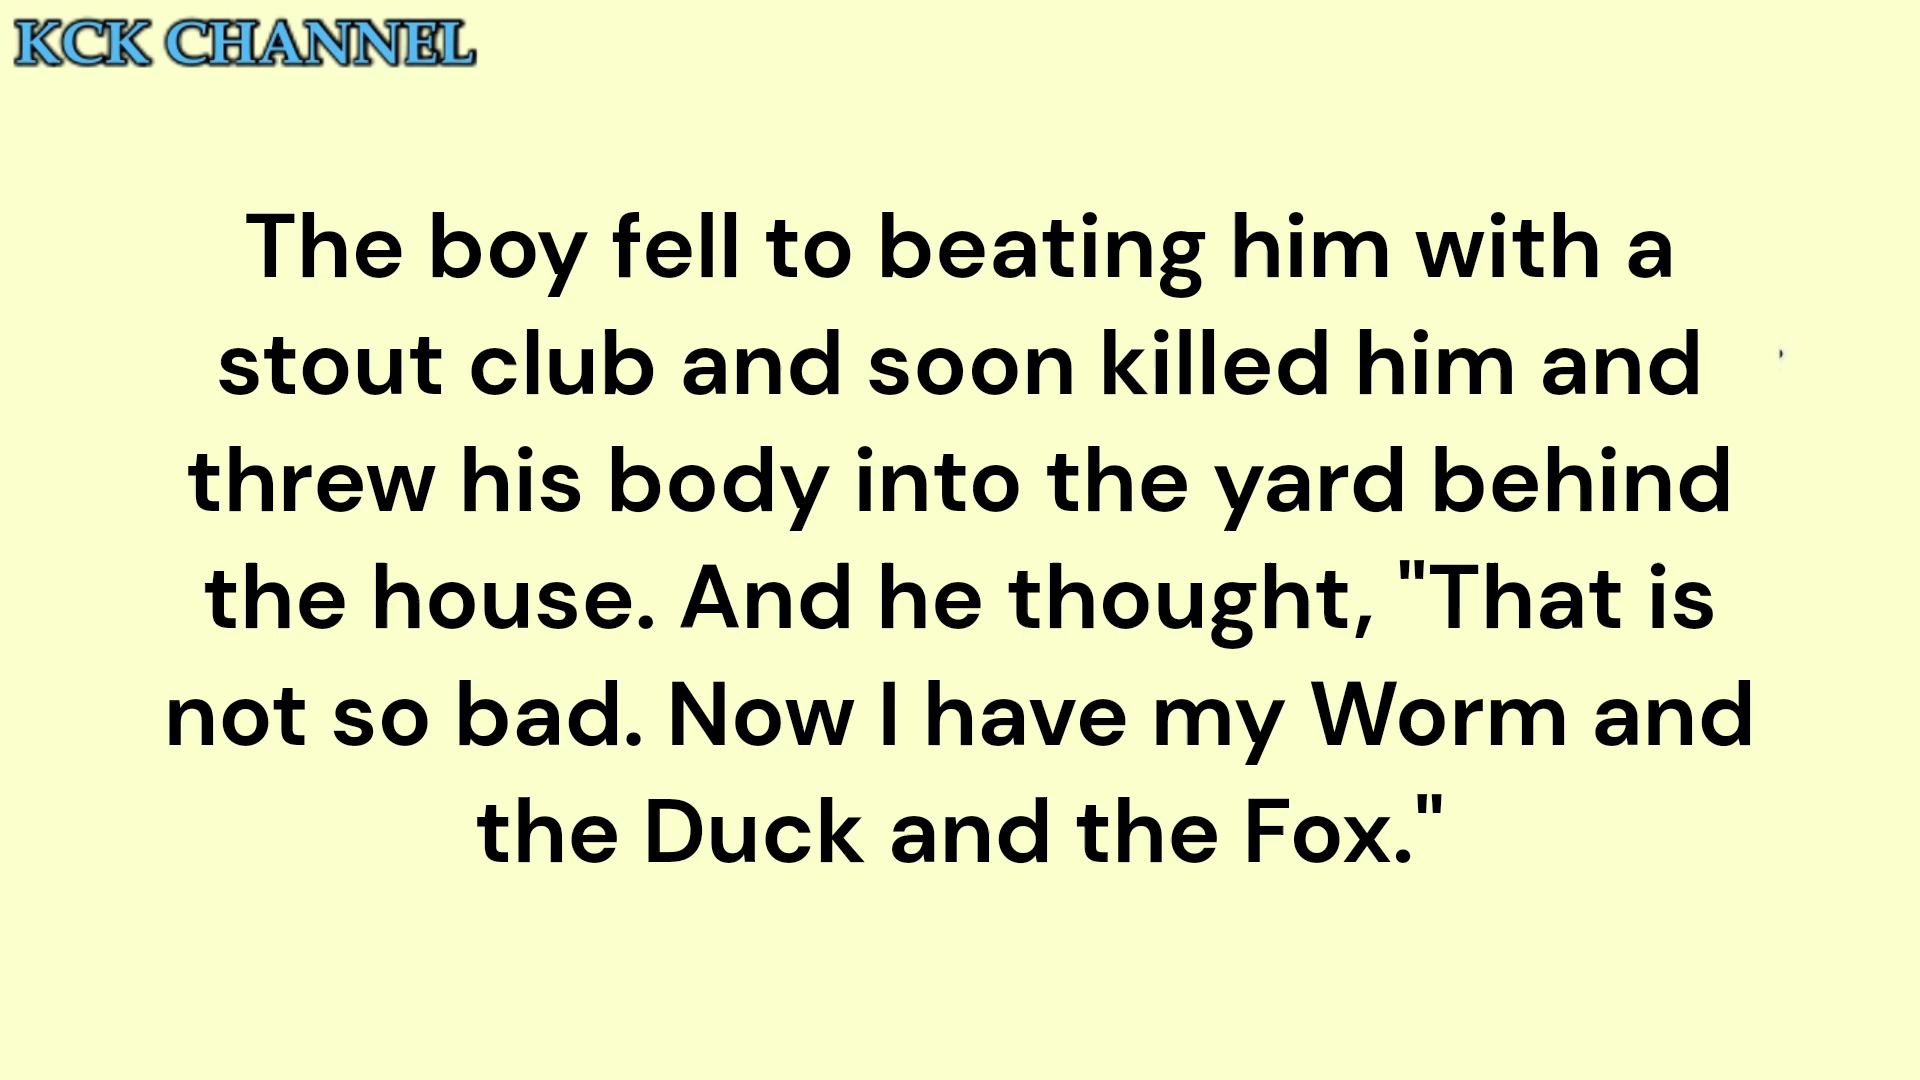 KCK CHANNEL
The boy fell to beating him with a
stout club and soon killed him and
threw his body into the yard behind
the house. And he thought, "That is
not so bad. Now I have my Worm and
the Duck and the Fox."